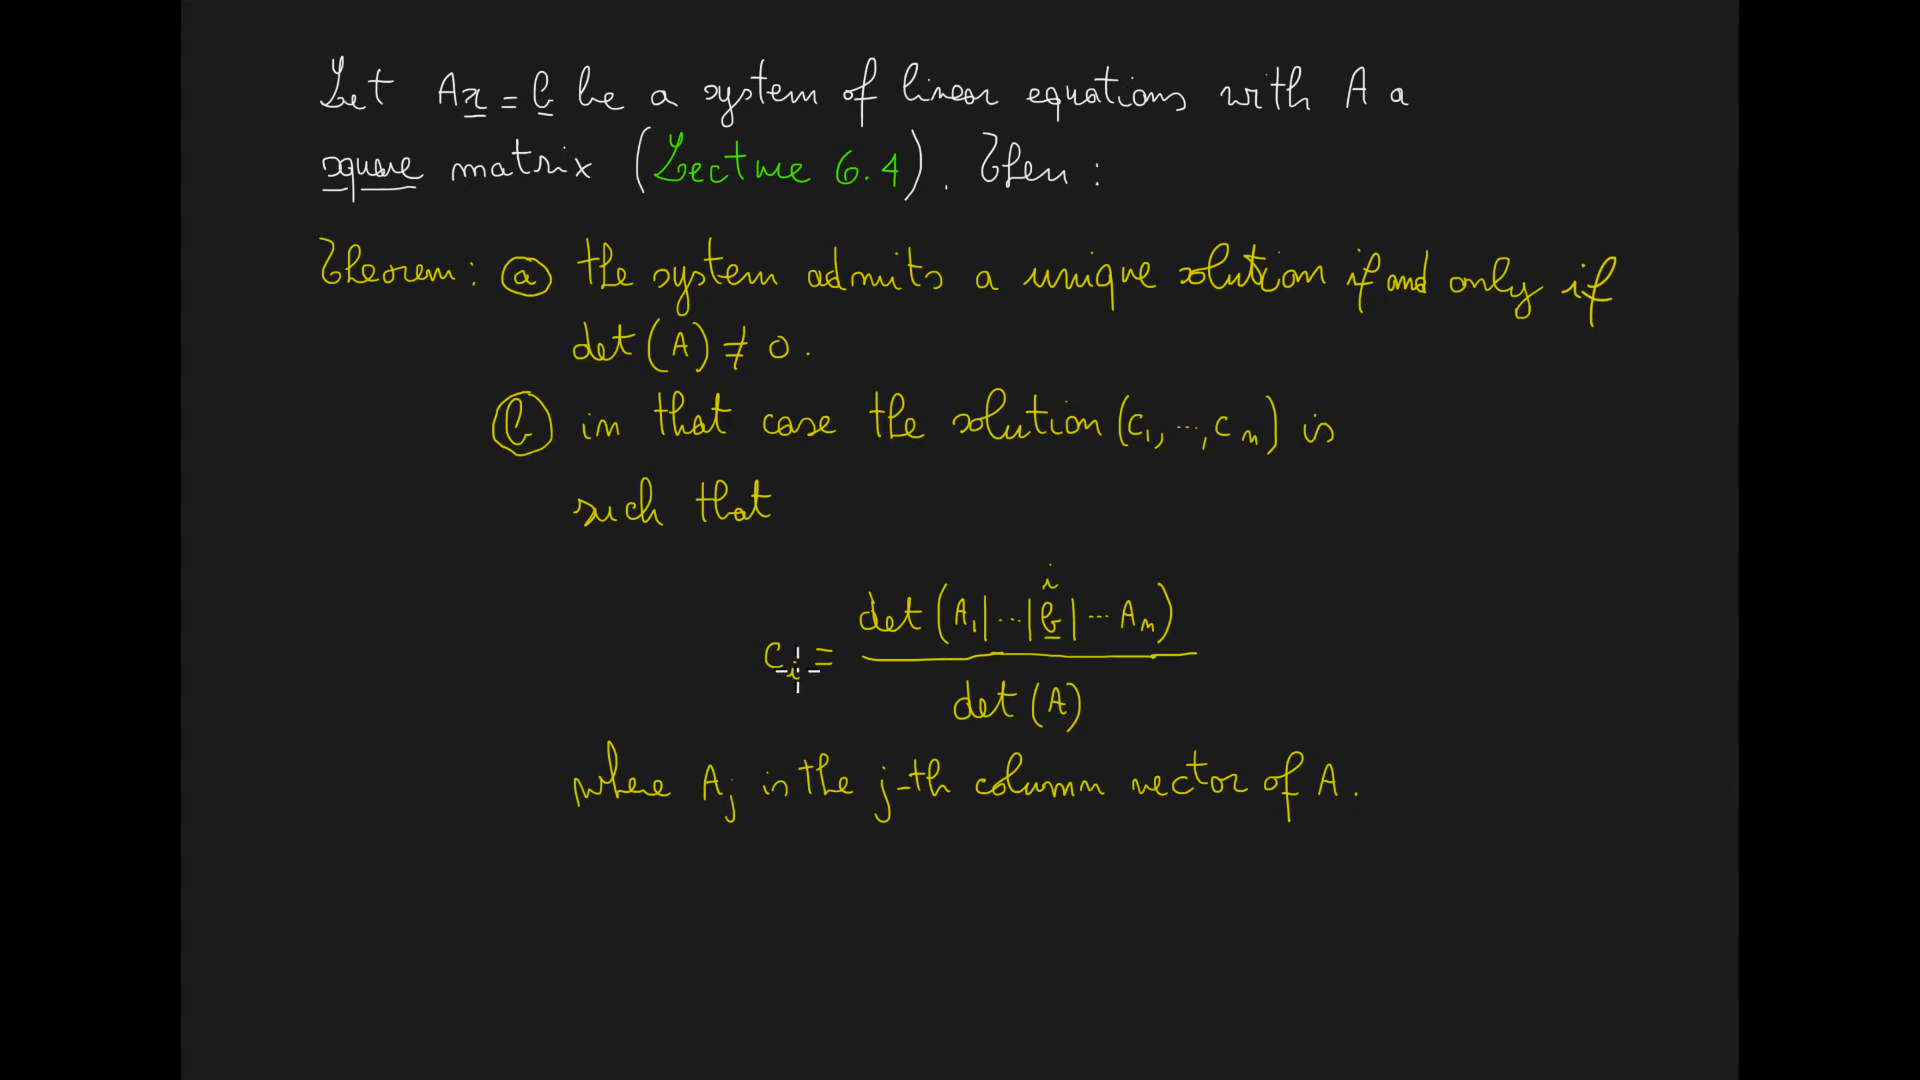 Let Ax = b be a system of linear equations with A a
square matrix (Lecture 6.4). Then:
Theorem: ⓐ the system admits a unique solution if and only if
det(A) ≠ 0.
ⓑ in that case the solution (c₁, ..., cₙ) is
such that
cᵢ = det(A₁|...|b|...Aₙ) / det(A)
i
where Aⱼ is the j-th column vector of A.